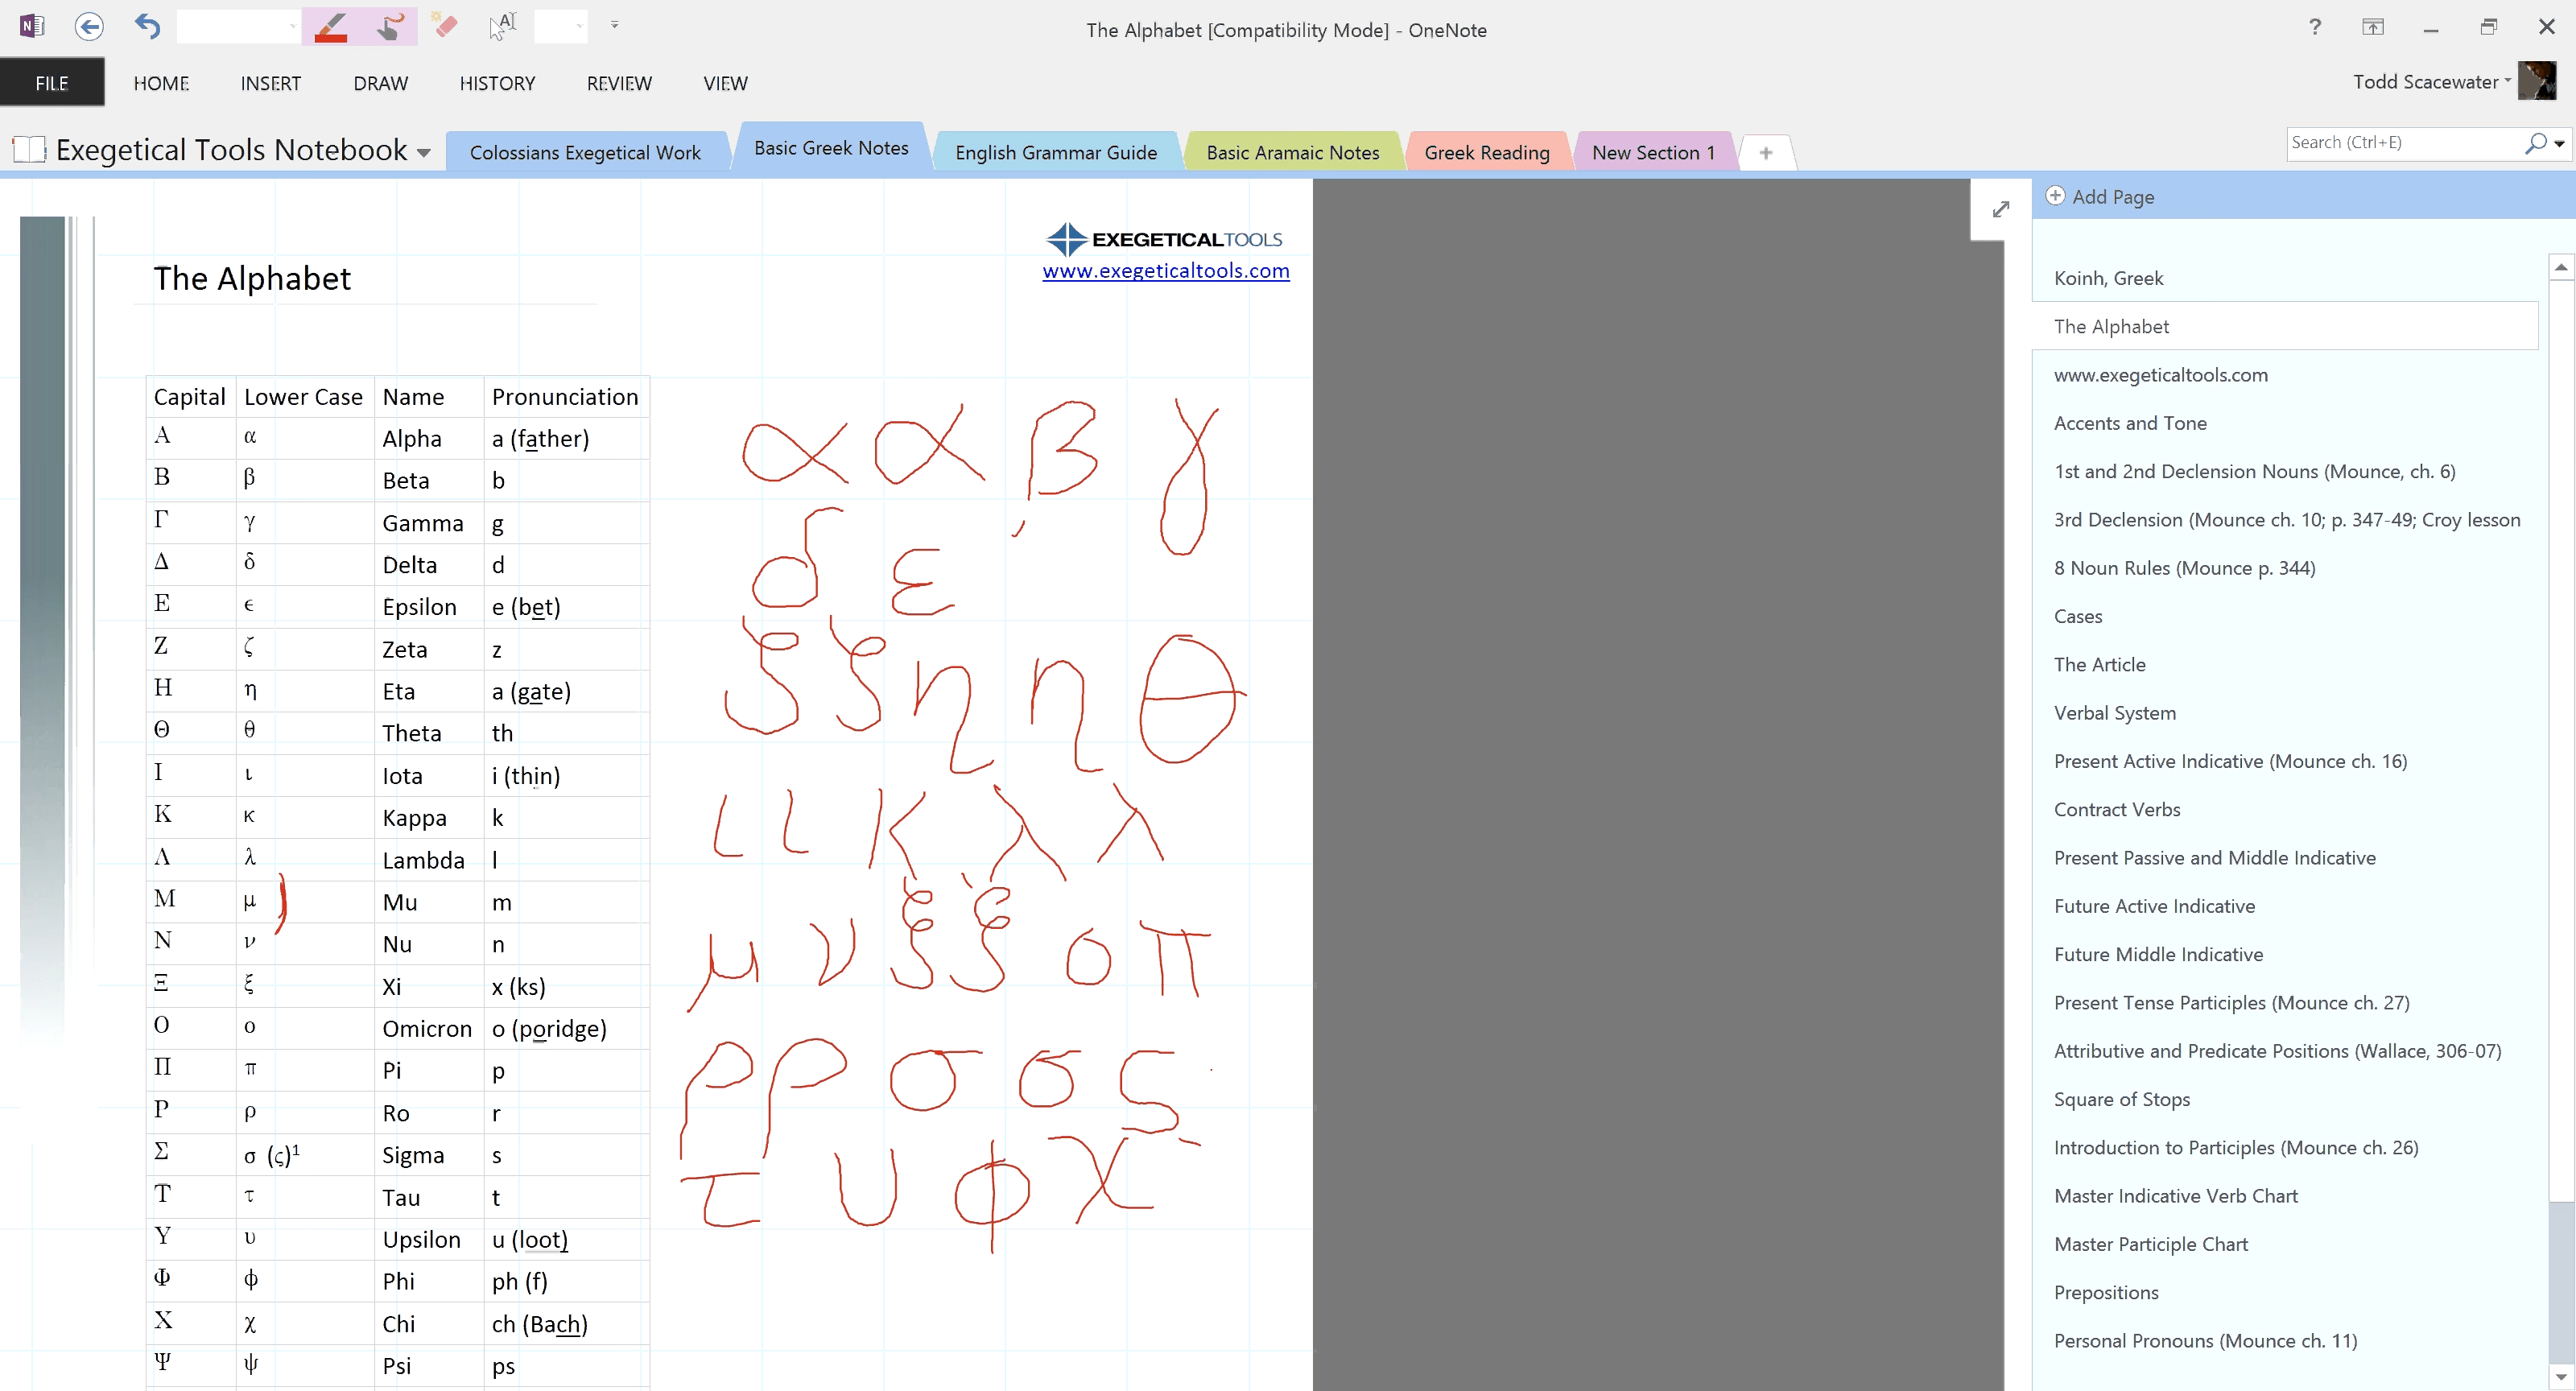 The Alphabet [Compatibility Mode] - OneNote
FILE HOME INSERT DRAW HISTORY REVIEW VIEW
Todd Scacewater
Exegetical Tools Notebook
Colossians Exegetical Work
Basic Greek Notes
English Grammar Guide
Basic Aramaic Notes
Greek Reading
New Section 1
Search (Ctrl+E)
EXEGETICALTOOLS
www.exegeticaltools.com
The Alphabet
Capital Lower Case Name Pronunciation
Α α Alpha a (father)
Β β Beta b
Γ γ Gamma g
Δ δ Delta d
Ε ϵ Epsilon e (bet)
Ζ ζ Zeta z
Η η Eta a (gate)
Θ θ Theta th
Ι ι Iota i (thin)
Κ κ Kappa k
Λ λ Lambda l
Μ μ Mu m
Ν ν Nu n
Ξ ξ Xi x (ks)
Ο ο Omicron o (poridge)
Π π Pi p
Ρ ρ Ro r
Σ σ (ς)¹ Sigma s
Τ τ Tau t
Υ υ Upsilon u (loot)
Φ ϕ Phi ph (f)
Χ χ Chi ch (Bach)
Ψ ψ Psi ps
α α β γ
δ ε
ζ ζ η η θ
ι ι κ λ λ
μ ν ξ ξ ο π
ρ ρ σ σ ς
τ υ ϕ χ
Add Page
Koinh, Greek
The Alphabet
www.exegeticaltools.com
Accents and Tone
1st and 2nd Declension Nouns (Mounce, ch. 6)
3rd Declension (Mounce ch. 10; p. 347-49; Croy lesson
8 Noun Rules (Mounce p. 344)
Cases
The Article
Verbal System
Present Active Indicative (Mounce ch. 16)
Contract Verbs
Present Passive and Middle Indicative
Future Active Indicative
Future Middle Indicative
Present Tense Participles (Mounce ch. 27)
Attributive and Predicate Positions (Wallace, 306-07)
Square of Stops
Introduction to Participles (Mounce ch. 26)
Master Indicative Verb Chart
Master Participle Chart
Prepositions
Personal Pronouns (Mounce ch. 11)